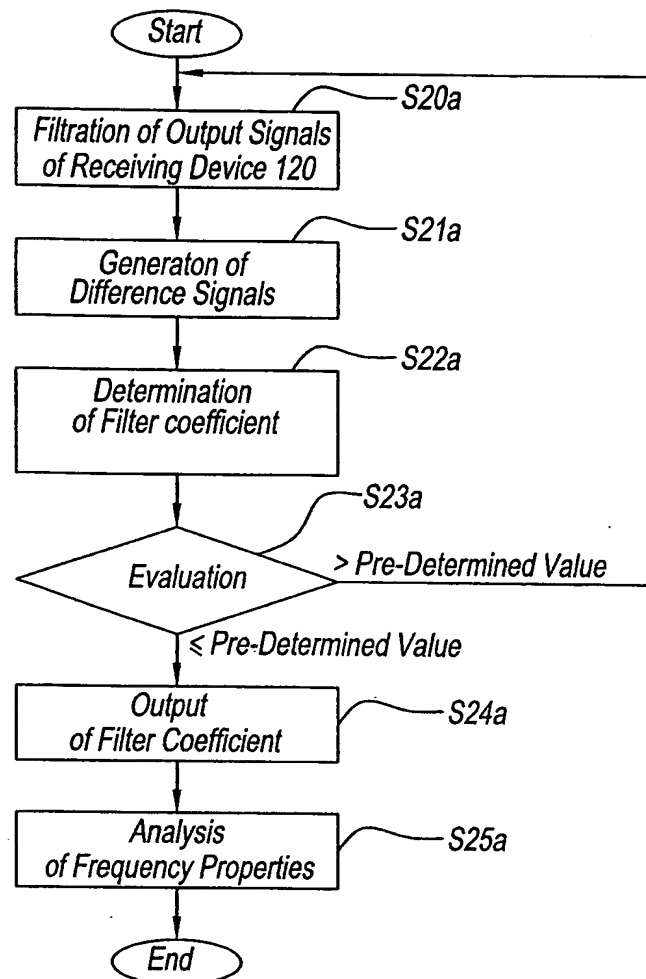 Start
S20a
Filtration of Output Signals
of Receiving Device 120
S21a
Generaton of
Difference Signals
S22a
Determination
of Filter coefficient
S23a
Evaluation
> Pre-Determined Value
≤ Pre-Determined Value
Output
of Filter Coefficient
S24a
Analysis
of Frequency Properties
S25a
End